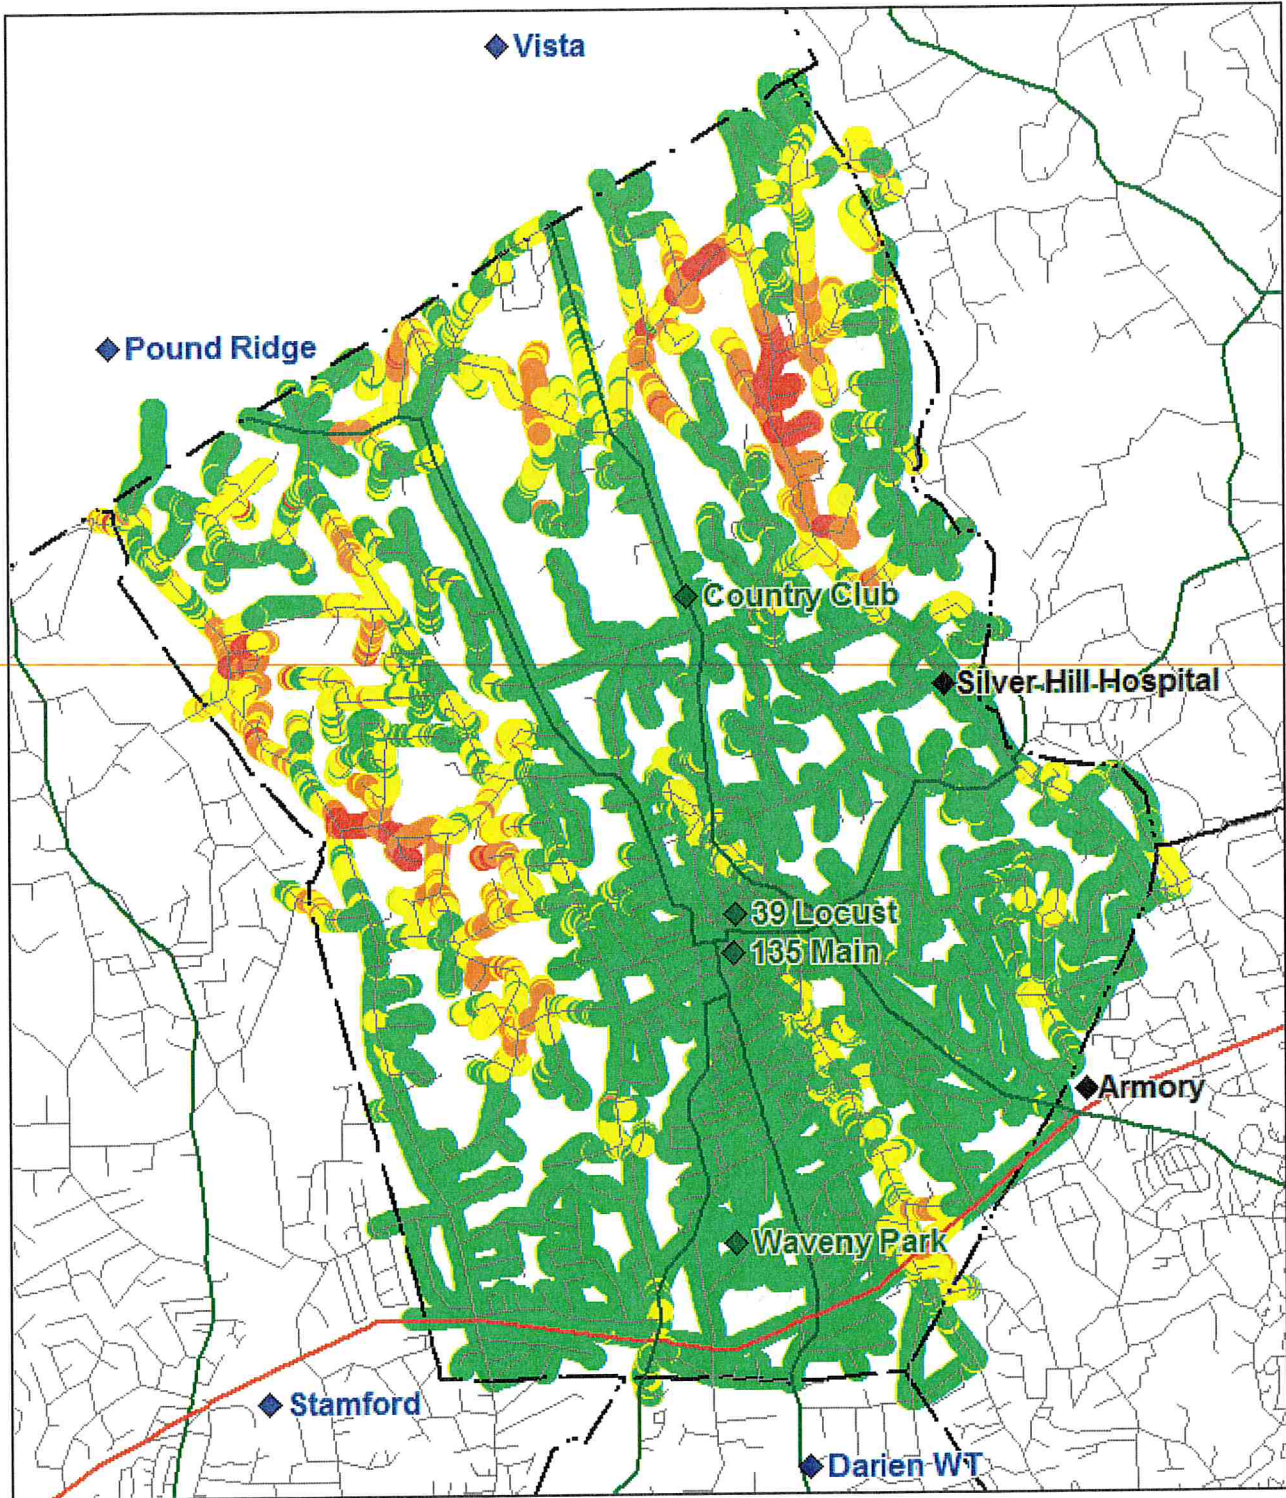 Vista
Pound Ridge
Country Club
Silver Hill Hospital
39 Locust
135 Main
Armory
Waveny Park
Stamford
Darien WT